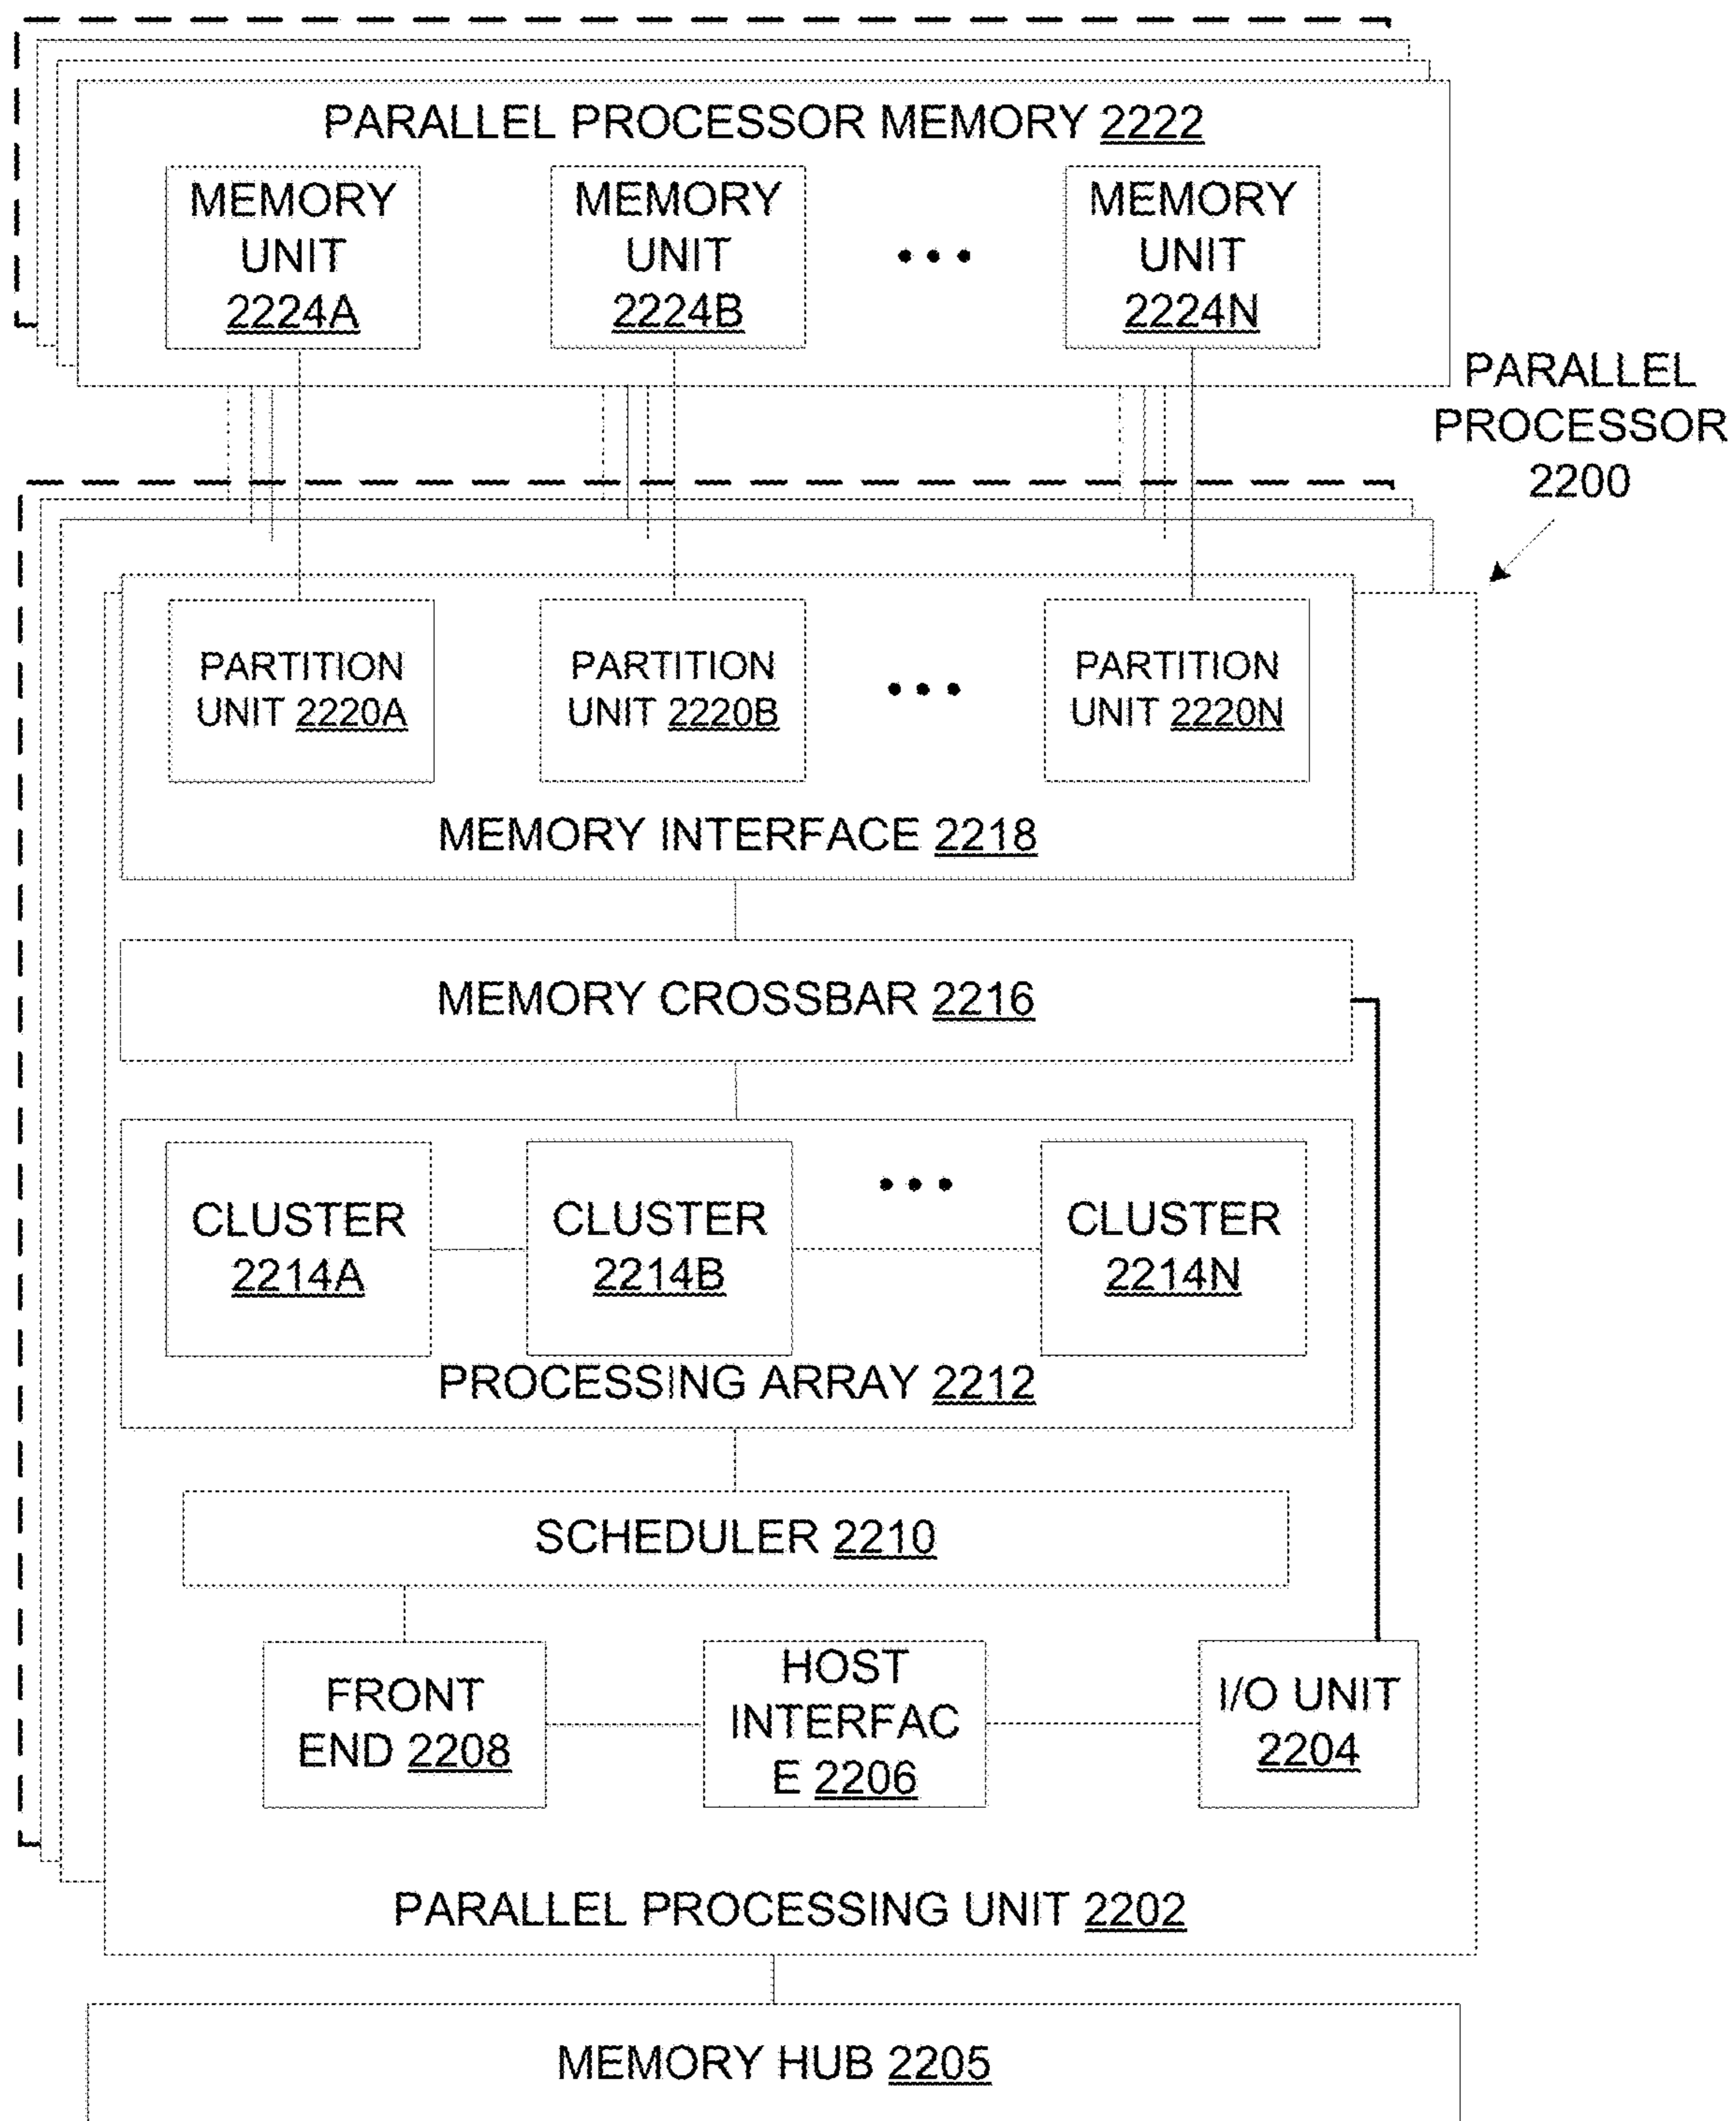 PARALLEL PROCESSOR MEMORY 2222
MEMORY
UNIT
2224A
MEMORY
UNIT
2224B
• • •
MEMORY
UNIT
2224N
PARALLEL
PROCESSOR
2200
PARTITION
UNIT 2220A
PARTITION
UNIT 2220B
• • •
PARTITION
UNIT 2220N
MEMORY INTERFACE 2218
MEMORY CROSSBAR 2216
CLUSTER
2214A
CLUSTER
2214B
• • •
CLUSTER
2214N
PROCESSING ARRAY 2212
SCHEDULER 2210
FRONT
END 2208
HOST
INTERFAC
E 2206
I/O UNIT
2204
PARALLEL PROCESSING UNIT 2202
MEMORY HUB 2205